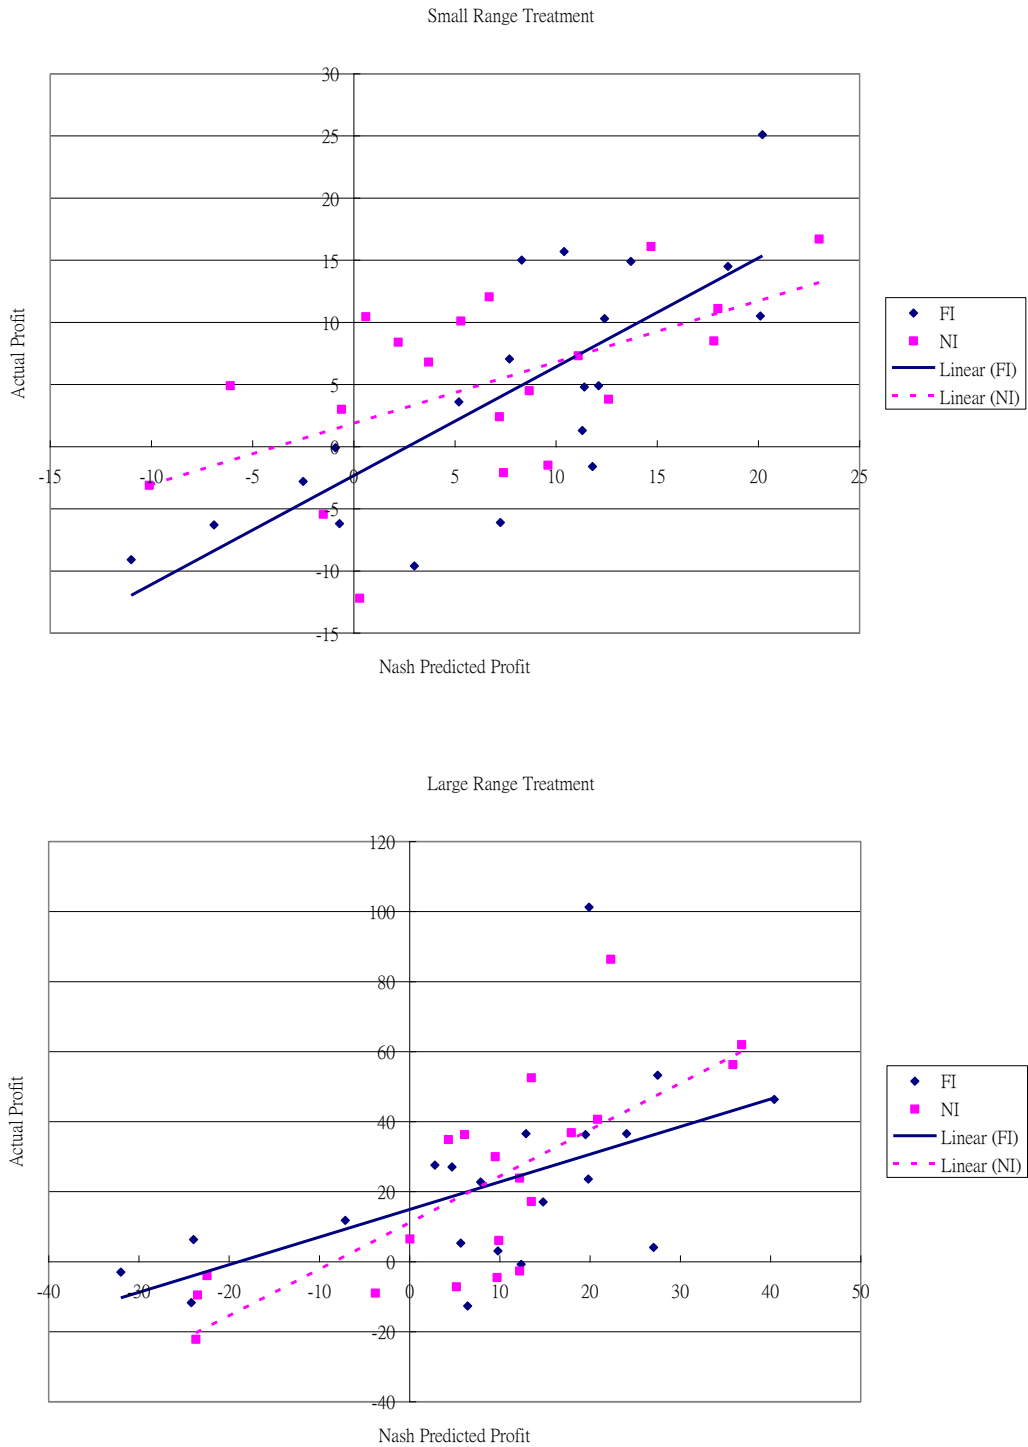 Small Range Treatment
30
25
20
15
10
5
0
-15 -10 -5 0 5 10 15 20 25
-5
-10
-15
Actual Profit
Nash Predicted Profit
FI
NI
Linear (FI)
Linear (NI)
Large Range Treatment
120
100
80
60
40
20
0
-40 -30 -20 -10 0 10 20 30 40 50
-20
-40
Actual Profit
Nash Predicted Profit
FI
NI
Linear (FI)
Linear (NI)